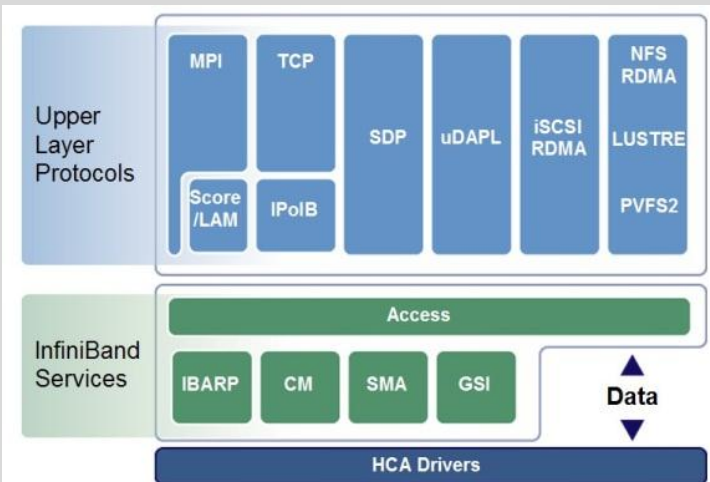 Upper
Layer
Protocols
MPI
Score
/LAM
TCP
IPoIB
SDP
uDAPL
iSCSI
RDMA
NFS
RDMA
LUSTRE
PVFS2
InfiniBand
Services
Access
IBARP
CM
SMA
GSI
Data
HCA Drivers